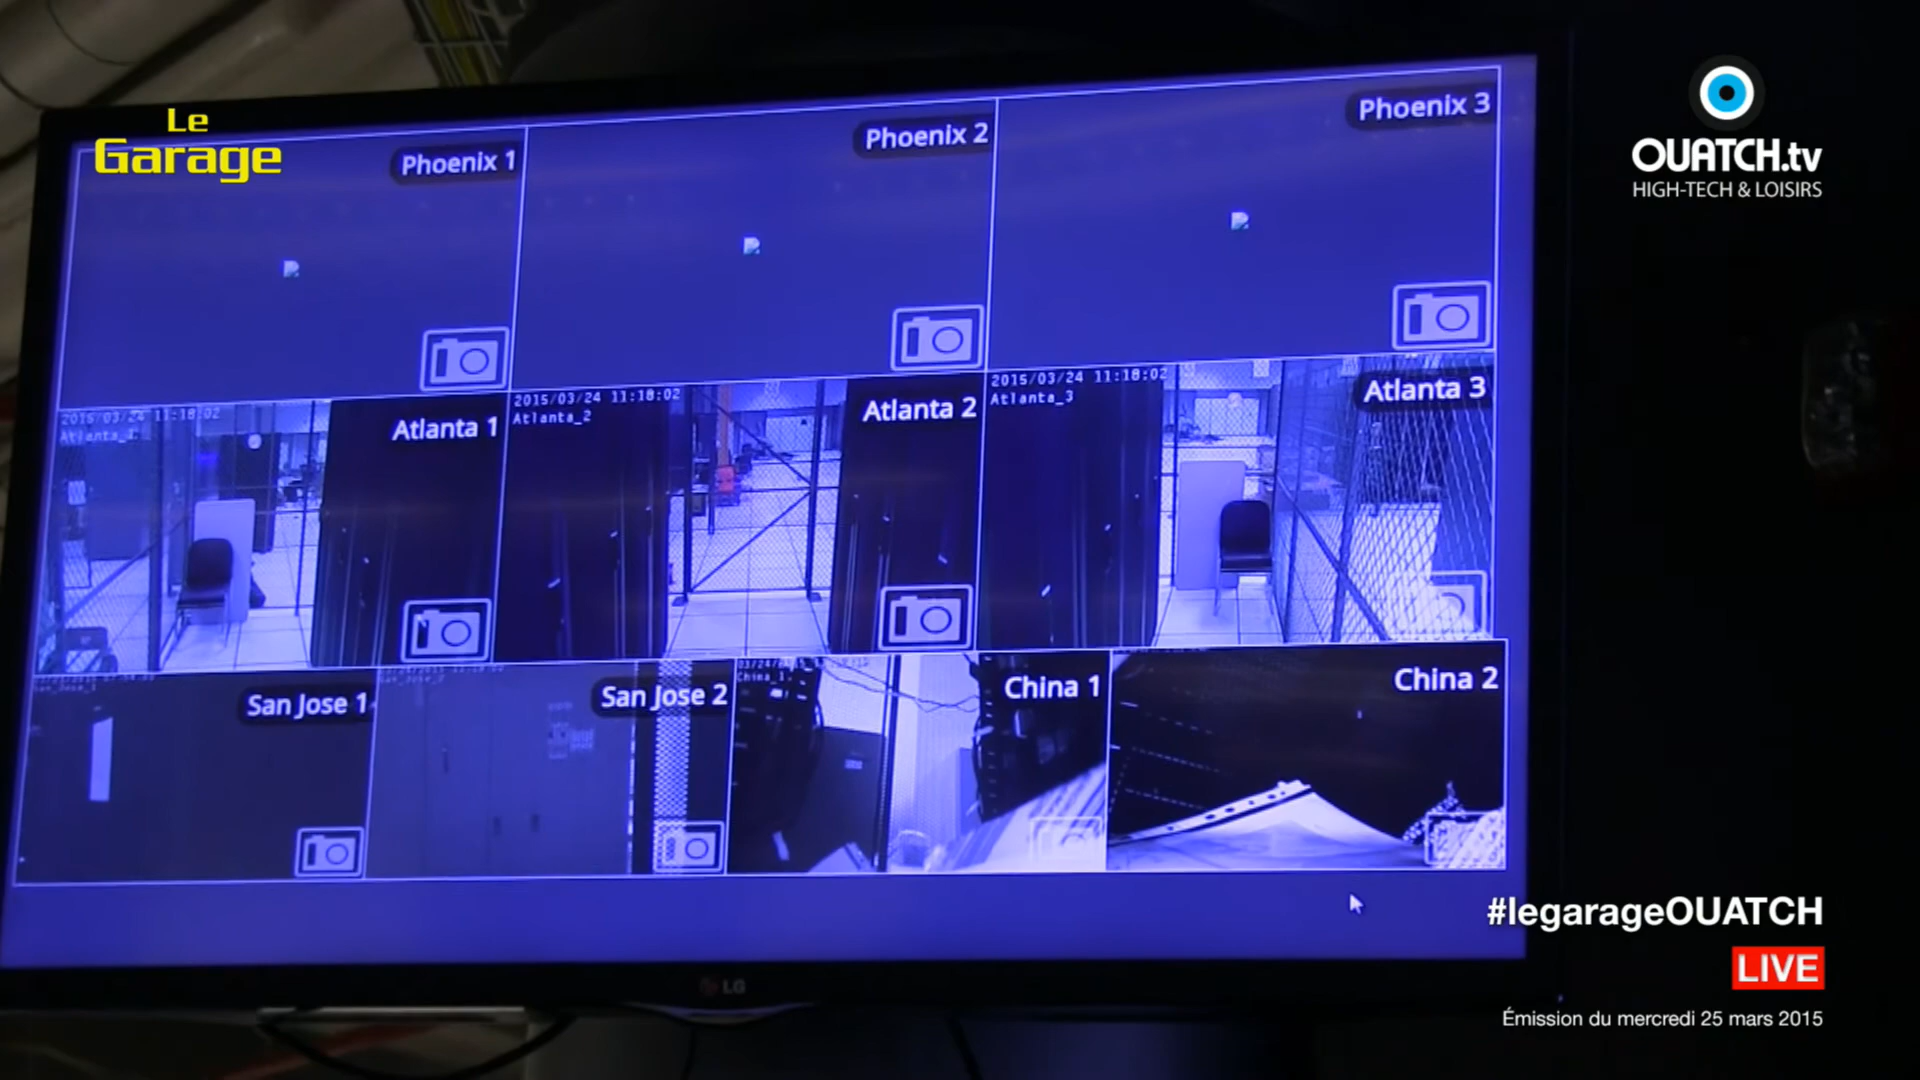 Le
Garage
OUATCH.tv
HIGH-TECH & LOISIRS
Phoenix 1
Phoenix 2
Phoenix 3
2015/03/24 11:18:02
Atlanta_1
Atlanta 1
2015/03/24 11:18:02
Atlanta_2
Atlanta 2
2015/03/24 11:18:02
Atlanta_3
Atlanta 3
San Jose 1
San Jose 2
China 1
China 2
#legarageOUATCH
LIVE
Émission du mercredi 25 mars 2015
LG